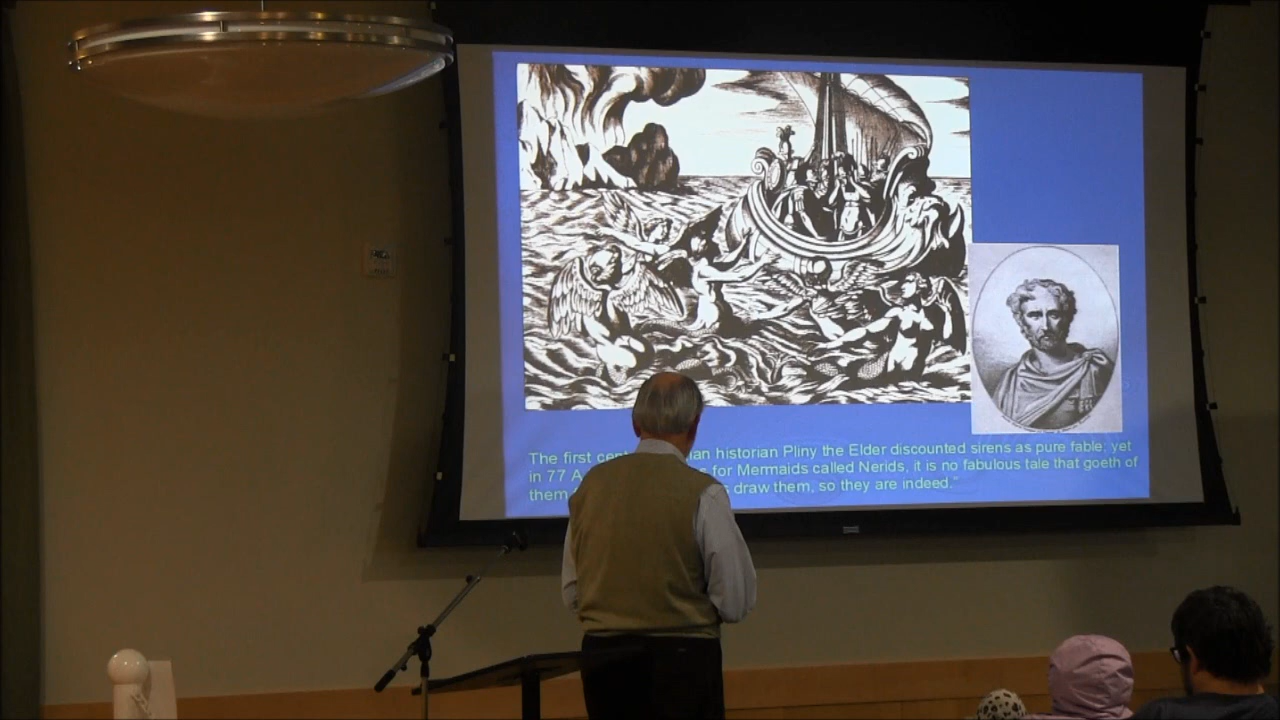 The first cent ian historian Pliny the Elder discounted sirens as pure fable; yet
in 77 A s for Mermaids called Nerids, it is no fabulous tale that goeth of
them s draw them, so they are indeed."